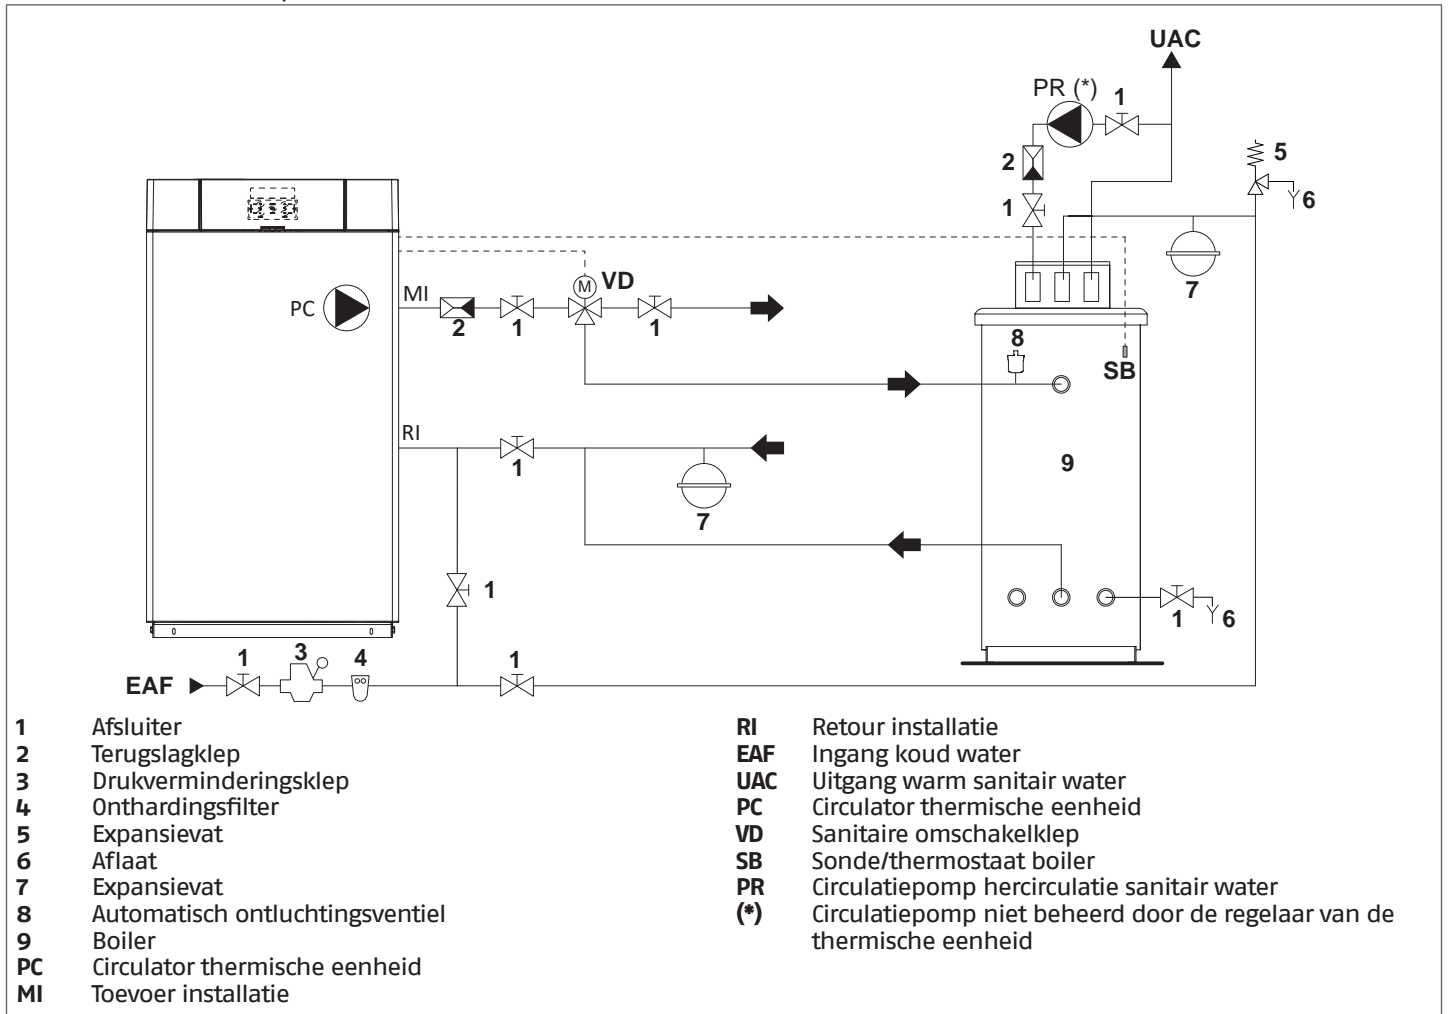 UAC
PR (*)
1
2
5
1
6
VD
M
MI
PC
2
1
1
7
8
SB
RI
1
9
7
1
1
6
3
1
4
1
EAF
1 Afsluiter
2 Terugslagklep
3 Drukverminderingsklep
4 Onthardingsfilter
5 Expansievat
6 Aflaat
7 Expansievat
8 Automatisch ontluchtingsventiel
9 Boiler
PC Circulator thermische eenheid
MI Toevoer installatie
RI Retour installatie
EAF Ingang koud water
UAC Uitgang warm sanitair water
PC Circulator thermische eenheid
VD Sanitaire omschakelklep
SB Sonde/thermostaat boiler
PR Circulatiepomp hercirculatie sanitair water
(*) Circulatiepomp niet beheerd door de regelaar van de
thermische eenheid